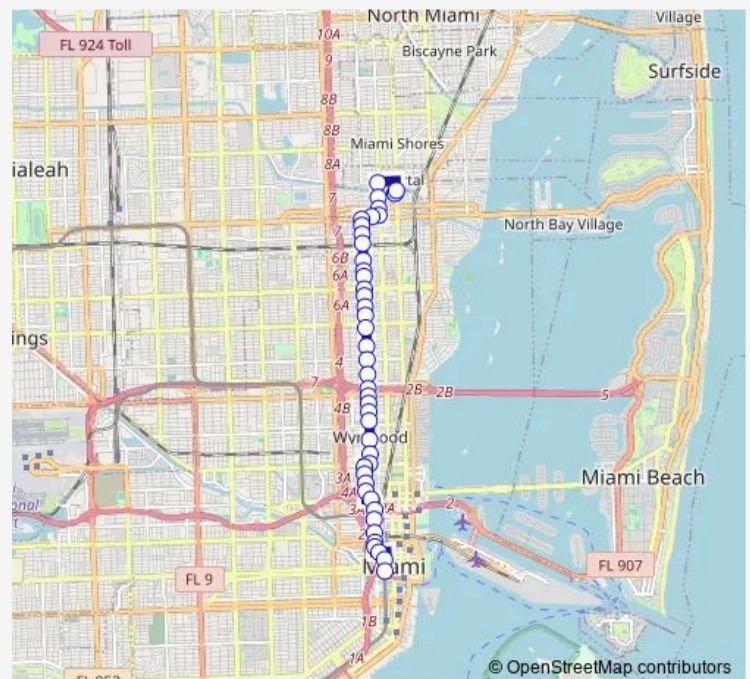 North Miami
Village
10A
FL 924 Toll
9
Biscayne Park
Surfside
8B
8B
Miami Shores
ialeah
8A
tal
7
North Bay Village
7
6B
6A
6A
ings
4
7
2B
2B
5
4B
Wynwood
3A
4A
Miami Beach
2
2
Miami
FL 907
FL 9
1B
1A
© OpenStreetMap contributors